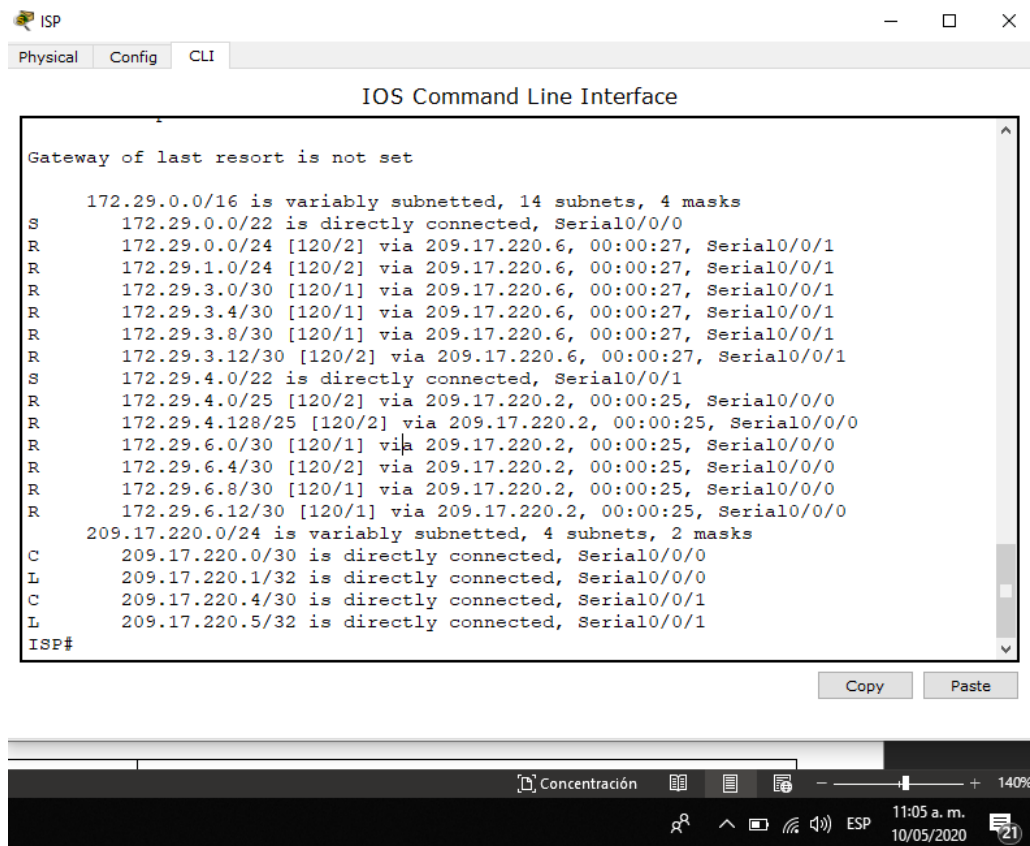 ISP
Physical Config CLI
IOS Command Line Interface
Gateway of last resort is not set
172.29.0.0/16 is variably subnetted, 14 subnets, 4 masks
S 172.29.0.0/22 is directly connected, Serial0/0/0
R 172.29.0.0/24 [120/2] via 209.17.220.6, 00:00:27, Serial0/0/1
R 172.29.1.0/24 [120/2] via 209.17.220.6, 00:00:27, Serial0/0/1
R 172.29.3.0/30 [120/1] via 209.17.220.6, 00:00:27, Serial0/0/1
R 172.29.3.4/30 [120/1] via 209.17.220.6, 00:00:27, Serial0/0/1
R 172.29.3.8/30 [120/1] via 209.17.220.6, 00:00:27, Serial0/0/1
R 172.29.3.12/30 [120/2] via 209.17.220.6, 00:00:27, Serial0/0/1
S 172.29.4.0/22 is directly connected, Serial0/0/1
R 172.29.4.0/25 [120/2] via 209.17.220.2, 00:00:25, Serial0/0/0
R 172.29.4.128/25 [120/2] via 209.17.220.2, 00:00:25, Serial0/0/0
R 172.29.6.0/30 [120/1] via 209.17.220.2, 00:00:25, Serial0/0/0
R 172.29.6.4/30 [120/2] via 209.17.220.2, 00:00:25, Serial0/0/0
R 172.29.6.8/30 [120/1] via 209.17.220.2, 00:00:25, Serial0/0/0
R 172.29.6.12/30 [120/1] via 209.17.220.2, 00:00:25, Serial0/0/0
209.17.220.0/24 is variably subnetted, 4 subnets, 2 masks
C 209.17.220.0/30 is directly connected, Serial0/0/0
L 209.17.220.1/32 is directly connected, Serial0/0/0
C 209.17.220.4/30 is directly connected, Serial0/0/1
L 209.17.220.5/32 is directly connected, Serial0/0/1
ISP#
Copy Paste
Concentración 140%
ESP 11:05 a. m.
10/05/2020 21